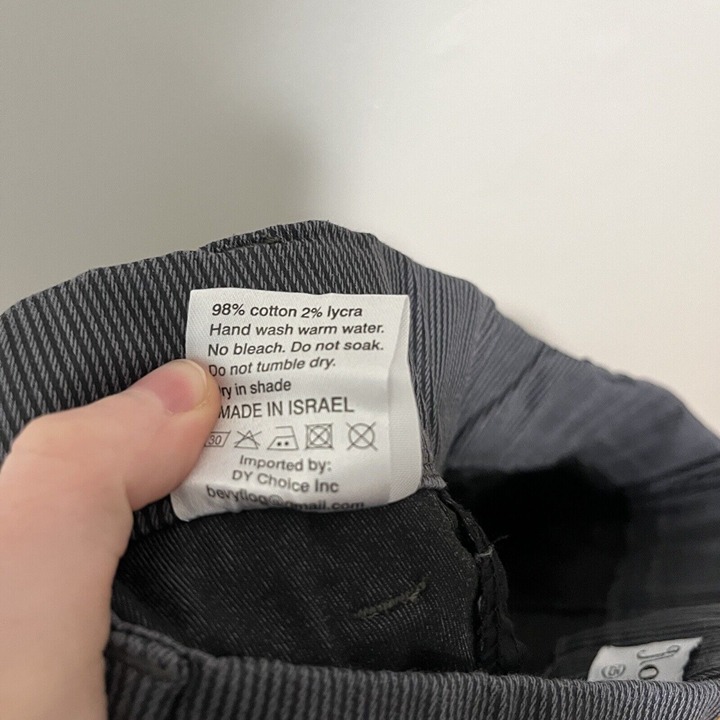 98% cotton 2% lycra
Hand wash warm water.
No bleach. Do not soak.
Do not tumble dry.
Dry in shade
MADE IN ISRAEL
30
Imported by:
DY Choice Inc